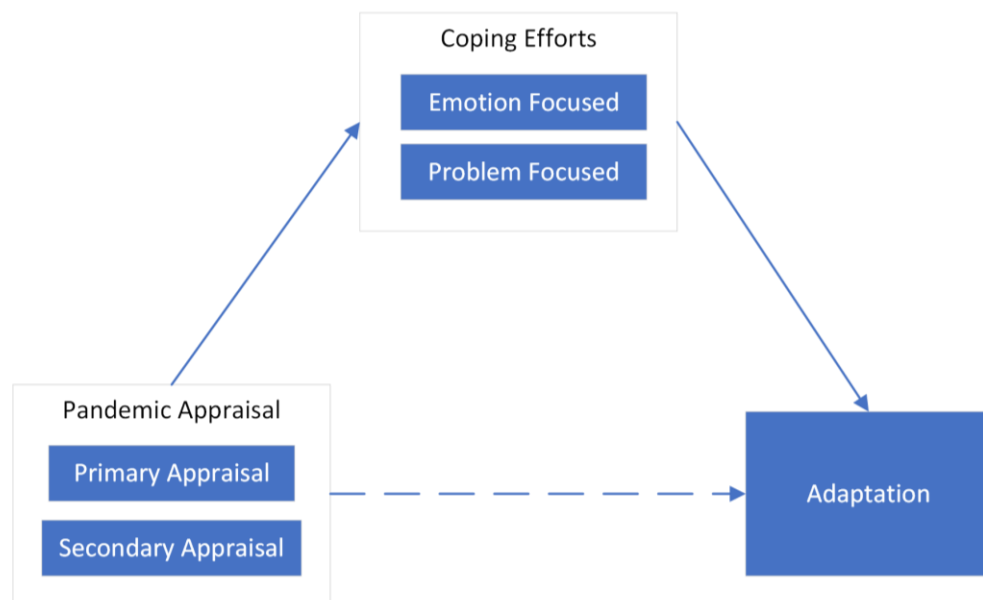 Coping Efforts
Emotion Focused
Problem Focused
Pandemic Appraisal
Primary Appraisal
Secondary Appraisal
Adaptation